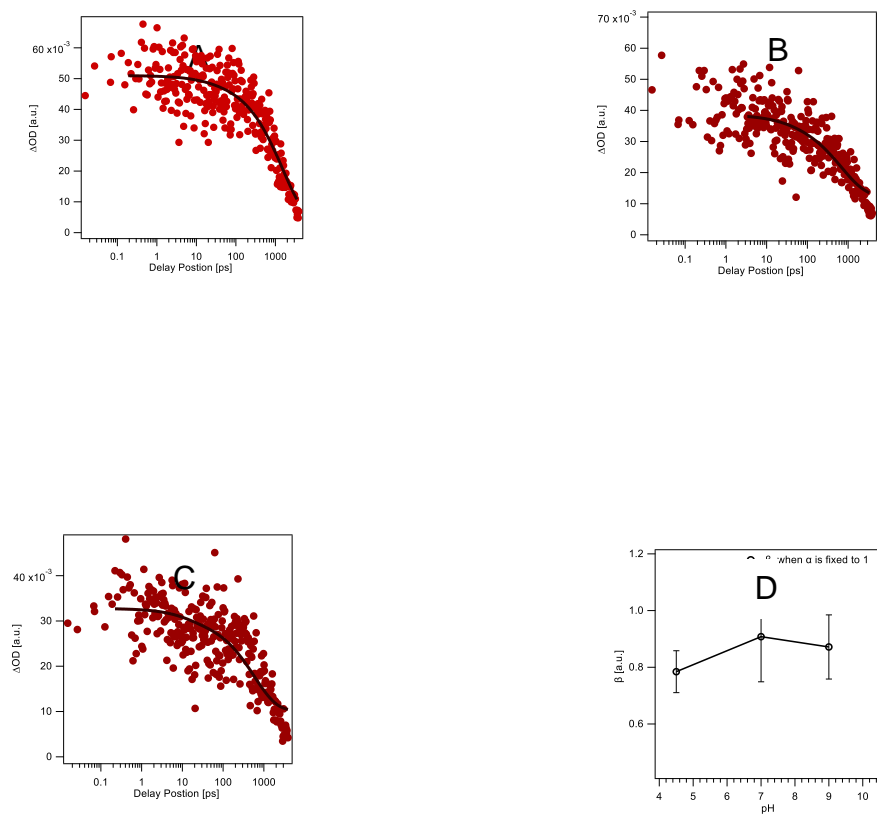 60 x10-3
50
40
30
20
10
0
ΔOD [a.u.]
0.1 1 10 100 1000
Delay Postion [ps]
A
70 x10-3
60
50
40
30
20
10
0
ΔOD [a.u.]
0.1 1 10 100 1000
Delay Postion [ps]
B
40 x10-3
30
20
10
0
ΔOD [a.u.]
0.1 1 10 100 1000
Delay Postion [ps]
C
1.2
1.0
0.8
0.6
β [a.u.]
4 5 6 7 8 9 10
pH
when α is fixed to 1
D